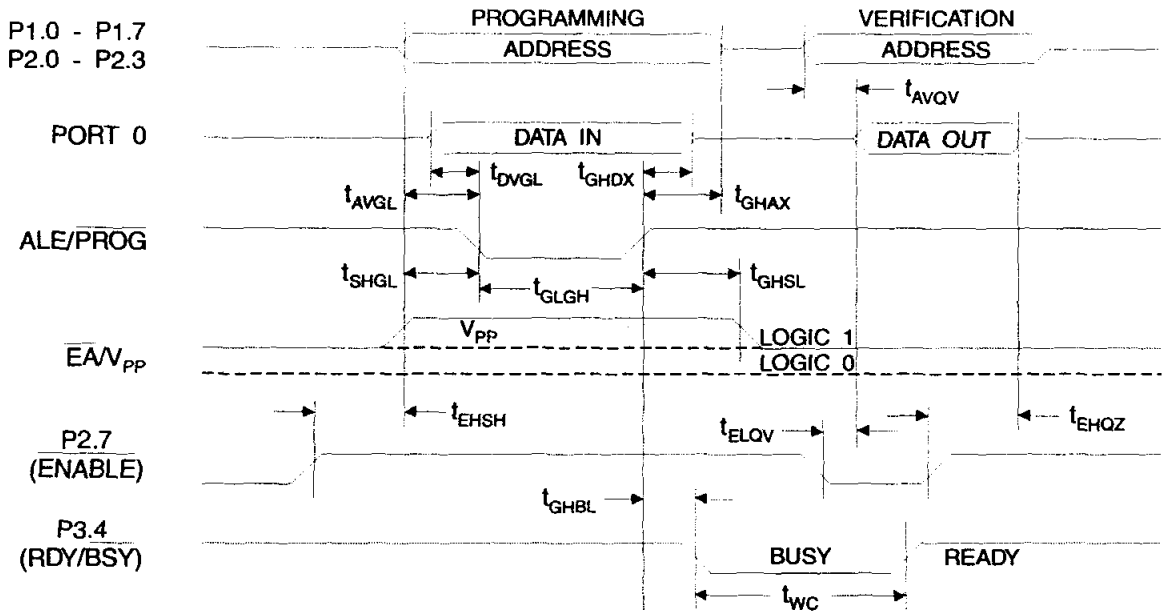 PROGRAMMING VERIFICATION
P1.0 - P1.7
P2.0 - P2.3
ADDRESS ADDRESS
tAVQV
PORT 0
DATA IN DATA OUT
tDVGL tGHDX
tAVGL tGHAX
ALE/PROG
tSHGL tGLGH tGHSL
EA/VPP
VPP LOGIC 1
LOGIC 0
tEHSH tELQV tEHQZ
P2.7
(ENABLE)
tGHBL
P3.4
(RDY/BSY)
BUSY READY
tWC